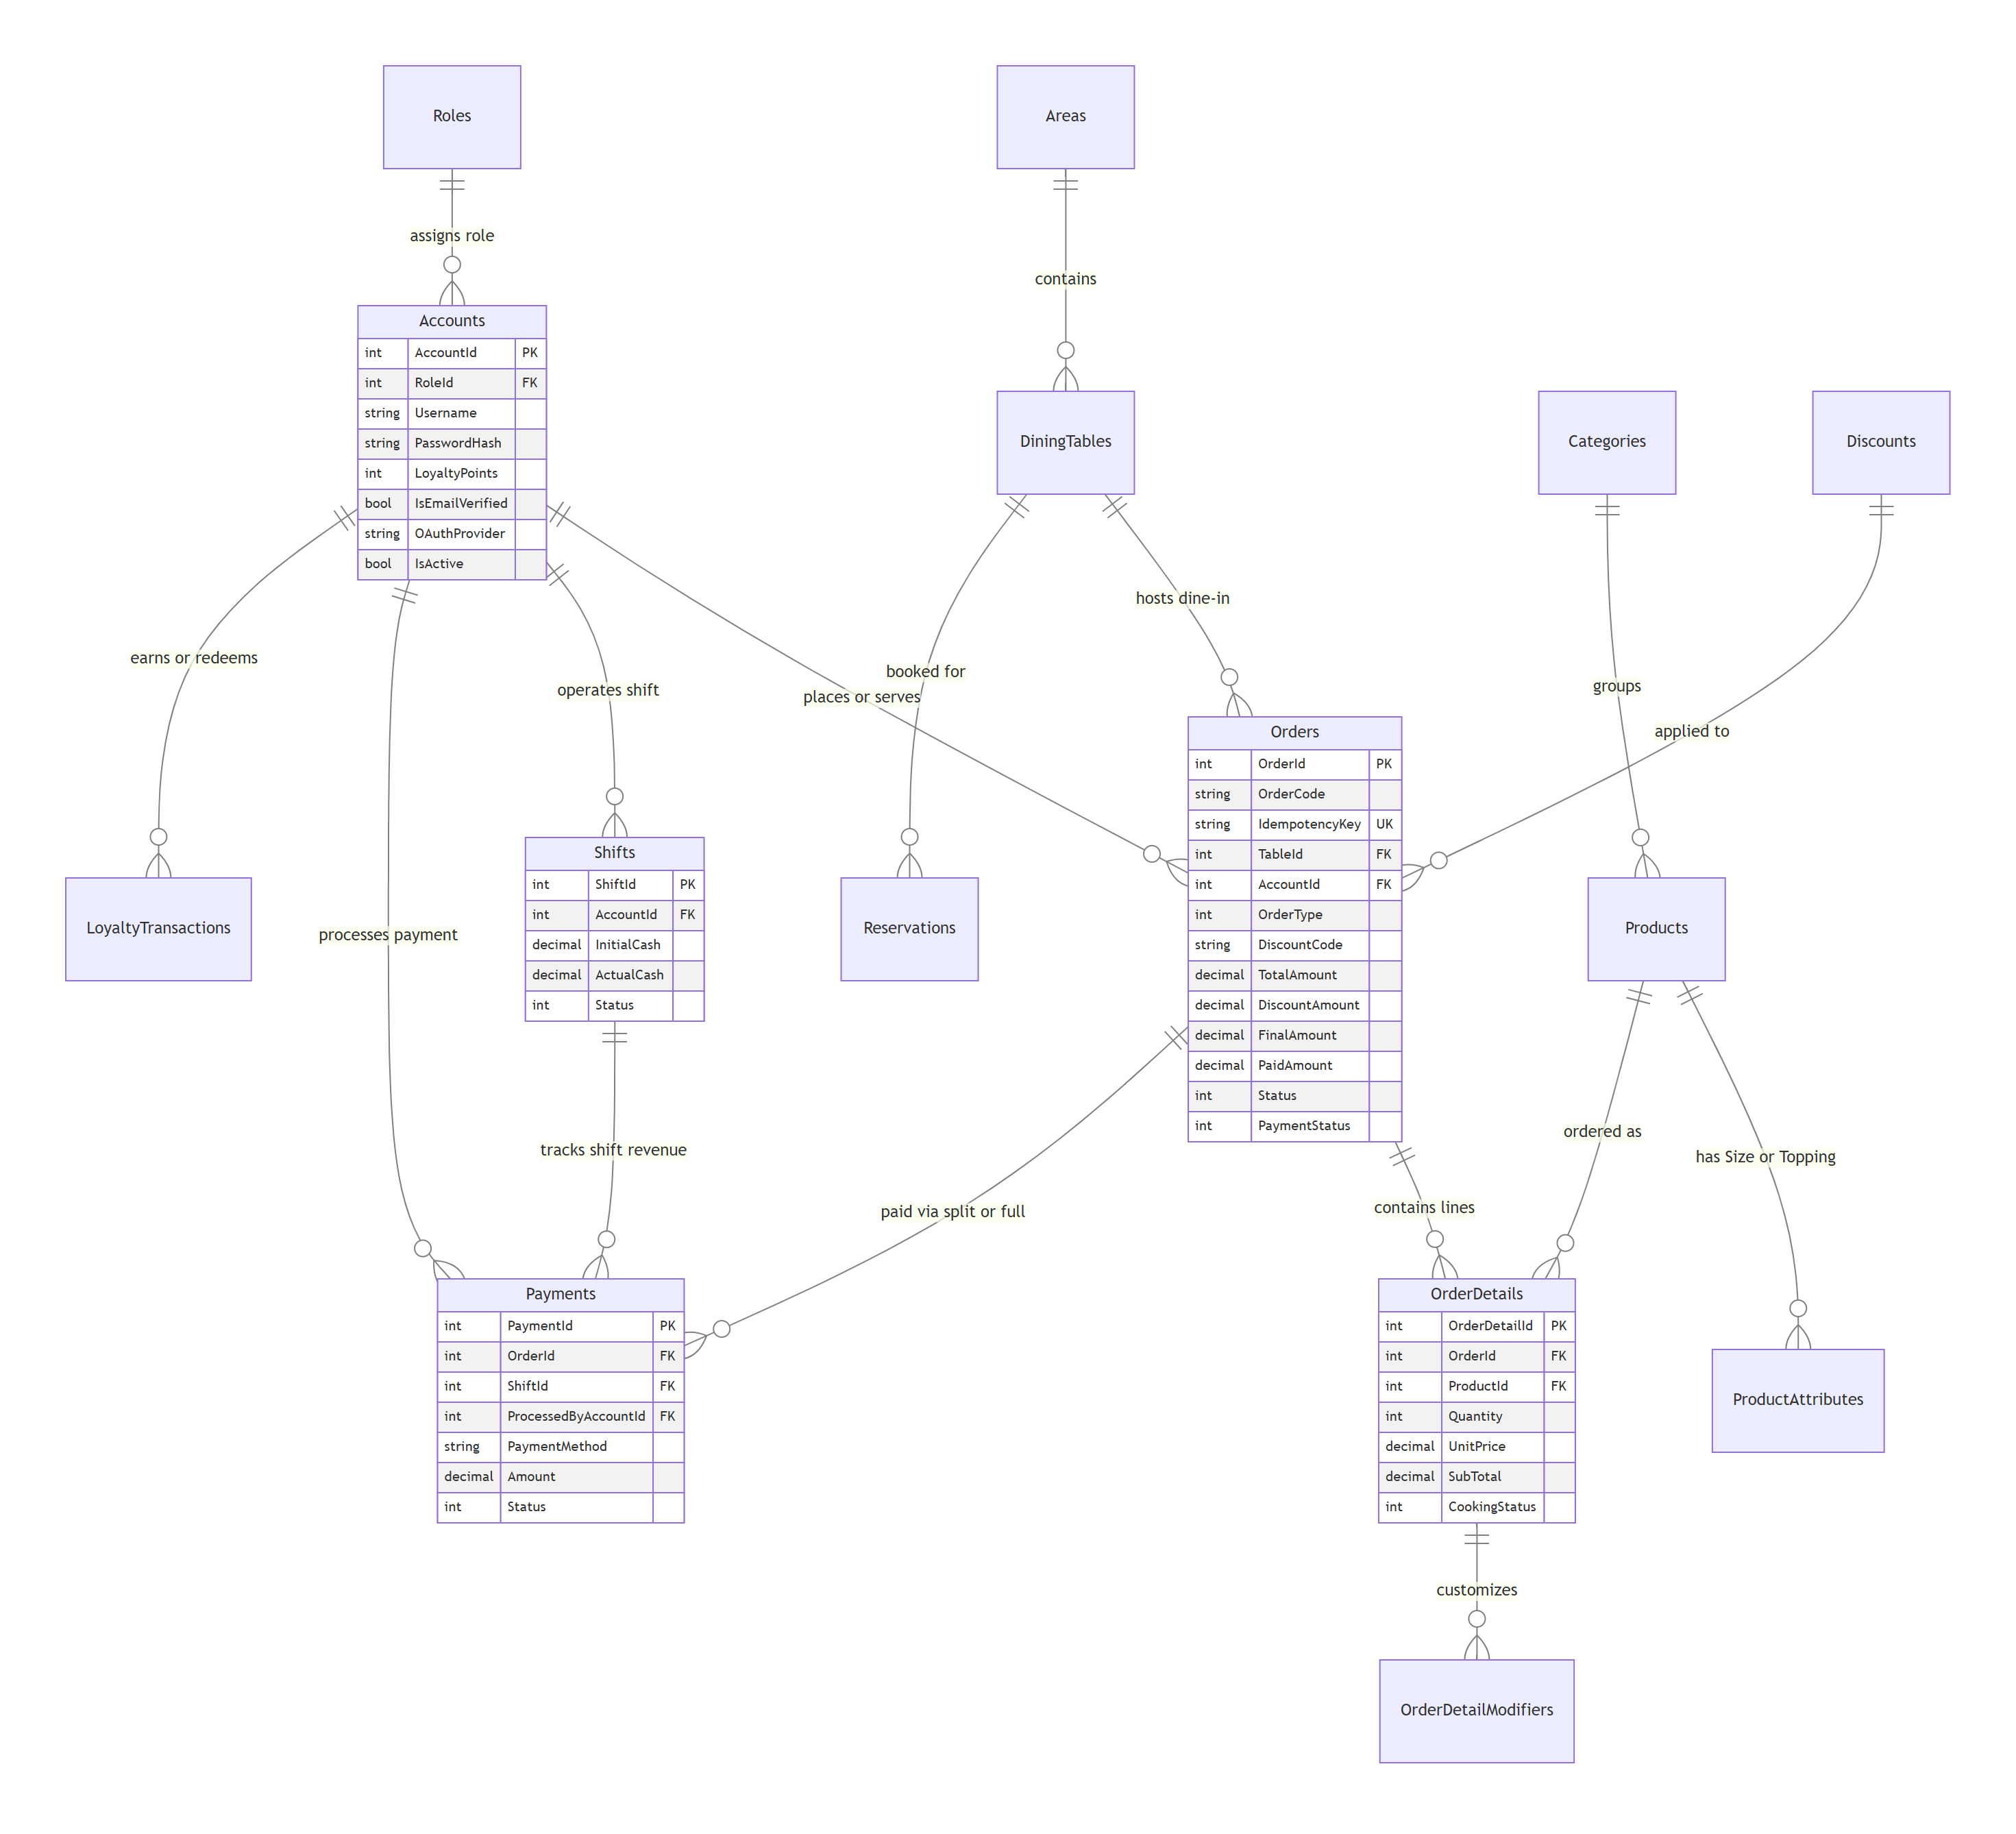 Roles
Areas
assigns role
contains
Accounts
int AccountId PK
int RoleId FK
string Username
string PasswordHash
int LoyaltyPoints
bool IsEmailVerified
string OAuthProvider
bool IsActive
DiningTables
Categories
Discounts
hosts dine-in
earns or redeems
booked for
operates shift
places or serves
groups
applied to
Orders
int OrderId PK
string OrderCode
string IdempotencyKey UK
int TableId FK
int AccountId FK
int OrderType
string DiscountCode
decimal TotalAmount
decimal DiscountAmount
decimal FinalAmount
decimal PaidAmount
int Status
int PaymentStatus
Shifts
int ShiftId PK
int AccountId FK
decimal InitialCash
decimal ActualCash
int Status
LoyaltyTransactions
processes payment
Reservations
Products
tracks shift revenue
ordered as
has Size or Topping
paid via split or full
contains lines
Payments
int PaymentId PK
int OrderId FK
int ShiftId FK
int ProcessedByAccountId FK
string PaymentMethod
decimal Amount
int Status
OrderDetails
int OrderDetailId PK
int OrderId FK
int ProductId FK
int Quantity
decimal UnitPrice
decimal SubTotal
int CookingStatus
ProductAttributes
customizes
OrderDetailModifiers